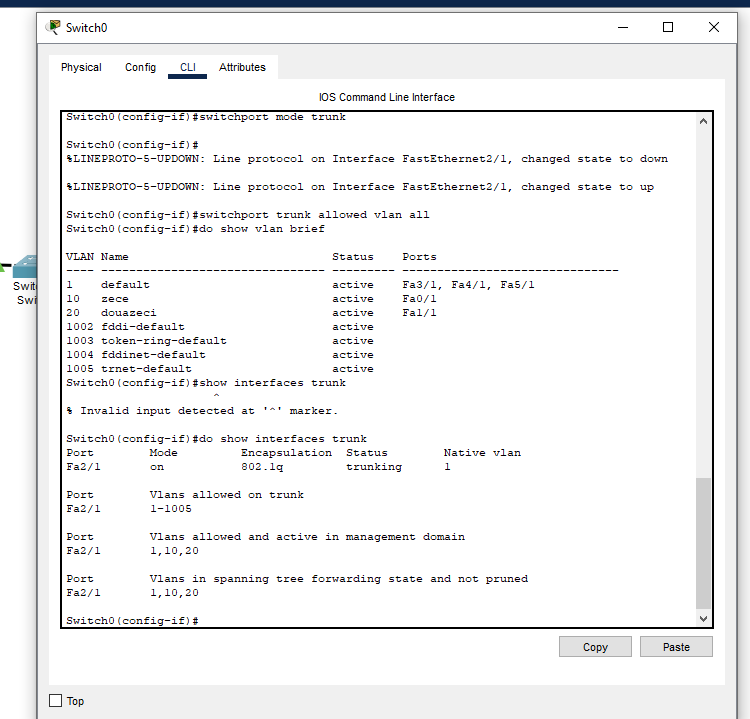 Switch0
Physical Config CLI Attributes
IOS Command Line Interface
Switch0(config-if)#switchport mode trunk
Switch0(config-if)#
%LINEPROTO-5-UPDOWN: Line protocol on Interface FastEthernet2/1, changed state to down
%LINEPROTO-5-UPDOWN: Line protocol on Interface FastEthernet2/1, changed state to up
Switch0(config-if)#switchport trunk allowed vlan all
Switch0(config-if)#do show vlan brief
VLAN Name Status Ports
---- -------------------------------- --------- -------------------------------
1 default active Fa3/1, Fa4/1, Fa5/1
10 zece active Fa0/1
20 douazeci active Fa1/1
1002 fddi-default active
1003 token-ring-default active
1004 fddinet-default active
1005 trnet-default active
Switch0(config-if)#show interfaces trunk
^
% Invalid input detected at '^' marker.
Switch0(config-if)#do show interfaces trunk
Port Mode Encapsulation Status Native vlan
Fa2/1 on 802.1q trunking 1
Port Vlans allowed on trunk
Fa2/1 1-1005
Port Vlans allowed and active in management domain
Fa2/1 1,10,20
Port Vlans in spanning tree forwarding state and not pruned
Fa2/1 1,10,20
Switch0(config-if)#
Copy Paste
Top
Swit
Swi